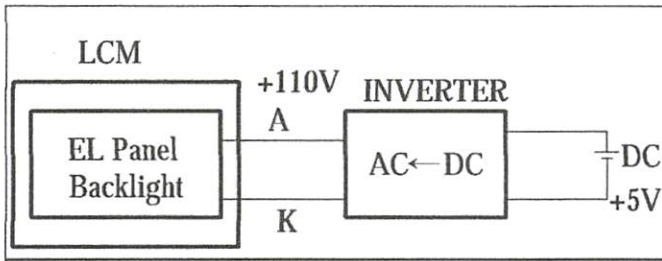 LCM
+110V
INVERTER
A
EL Panel
Backlight
AC←DC
DC
+5V
K